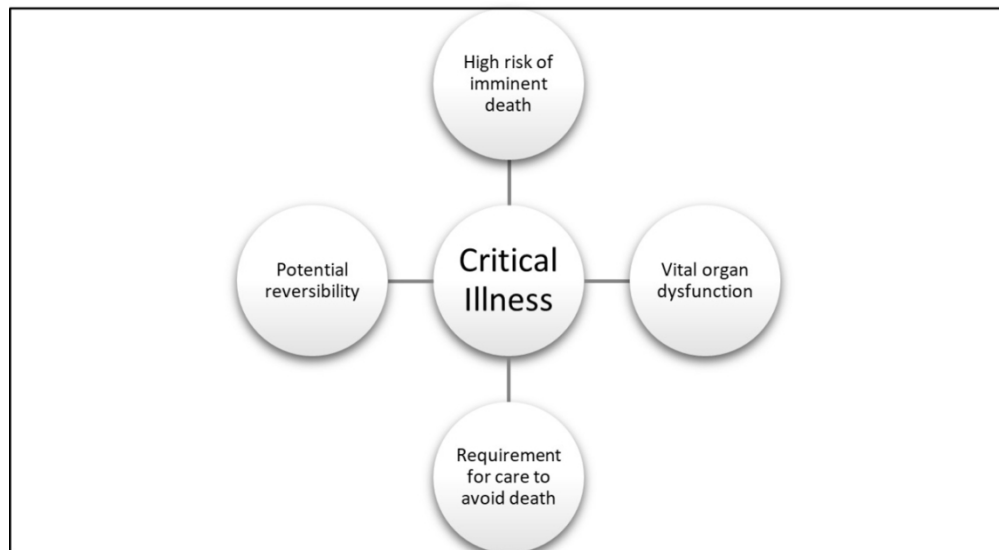 High risk of
imminent
death
Potential
reversibility
Critical
Illness
Vital organ
dysfunction
Requirement
for care to
avoid death